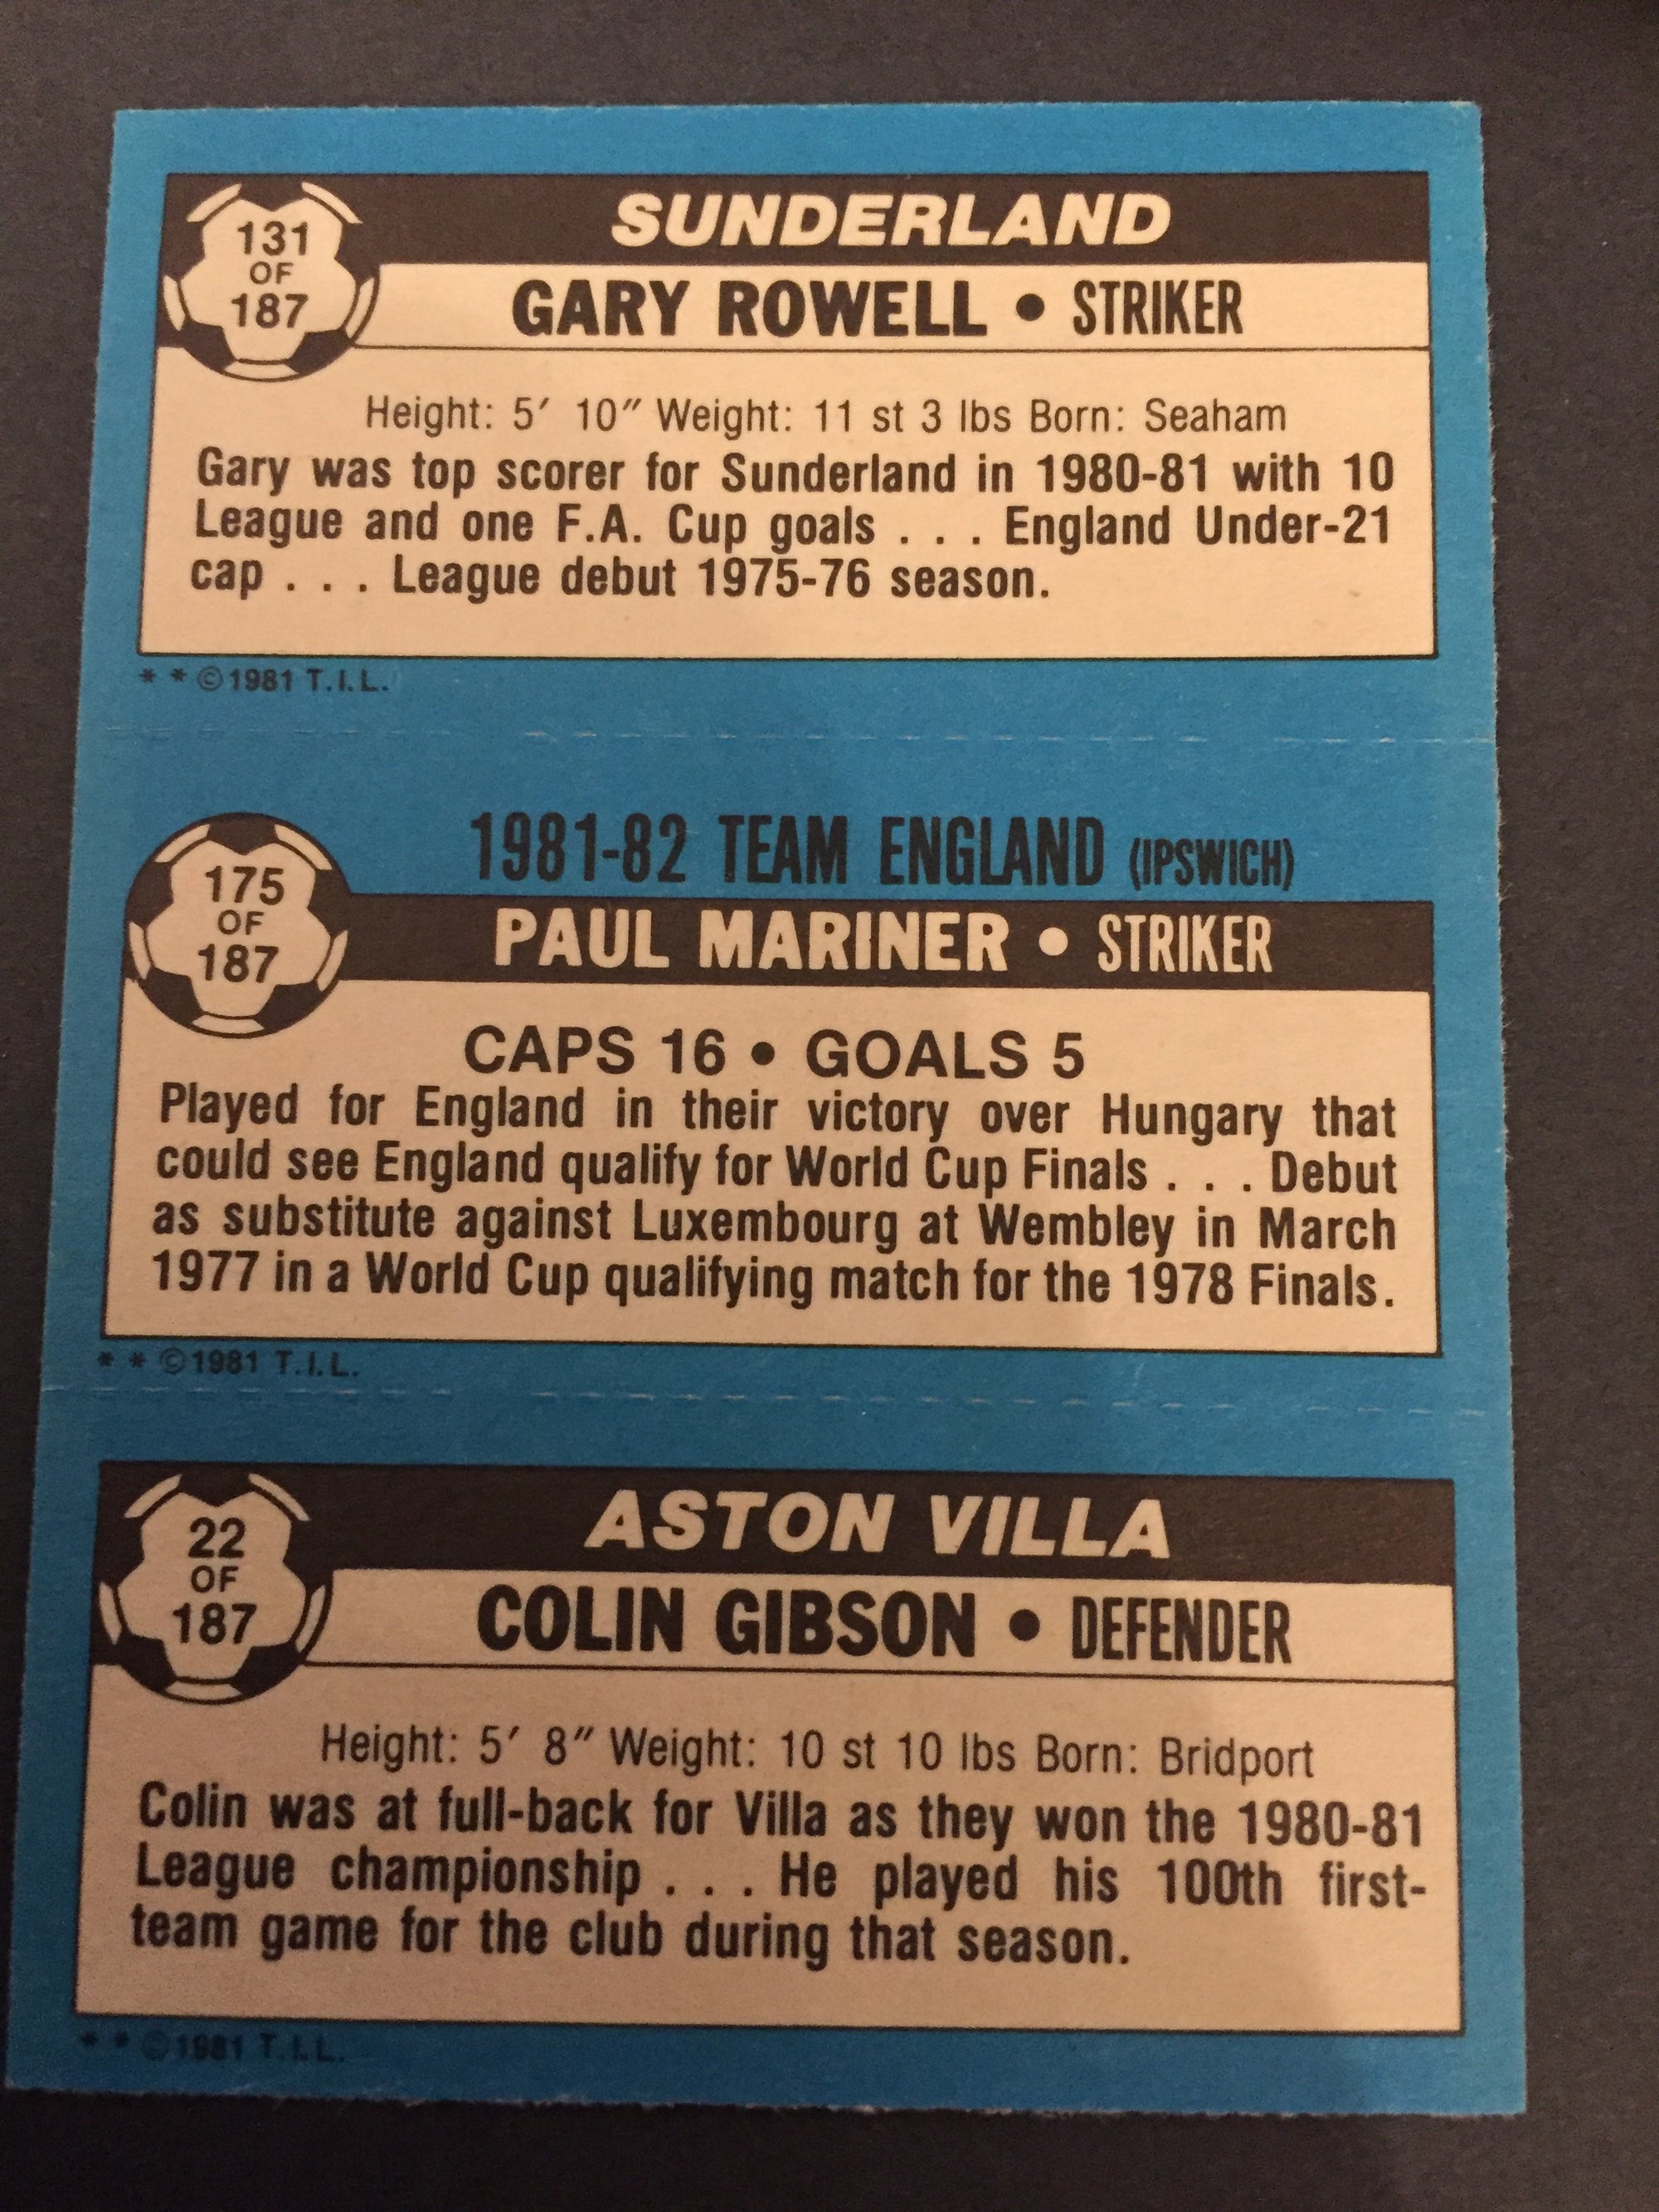 131
OF
187
SUNDERLAND
GARY ROWELL • STRIKER
Height: 5′ 10″ Weight: 11 st 3 lbs Born: Seaham
Gary was top scorer for Sunderland in 1980-81 with 10
League and one F.A. Cup goals . . . England Under-21
cap . . . League debut 1975-76 season.
* * ©1981 T.I.L.
1981-82 TEAM ENGLAND (IPSWICH)
175
OF
187
PAUL MARINER • STRIKER
CAPS 16 • GOALS 5
Played for England in their victory over Hungary that
could see England qualify for World Cup Finals . . . Debut
as substitute against Luxembourg at Wembley in March
1977 in a World Cup qualifying match for the 1978 Finals.
* * ©1981 T.I.L.
22
OF
187
ASTON VILLA
COLIN GIBSON • DEFENDER
Height: 5′ 8″ Weight: 10 st 10 lbs Born: Bridport
Colin was at full-back for Villa as they won the 1980-81
League championship . . . He played his 100th first-
team game for the club during that season.
* * ©1981 T.I.L.